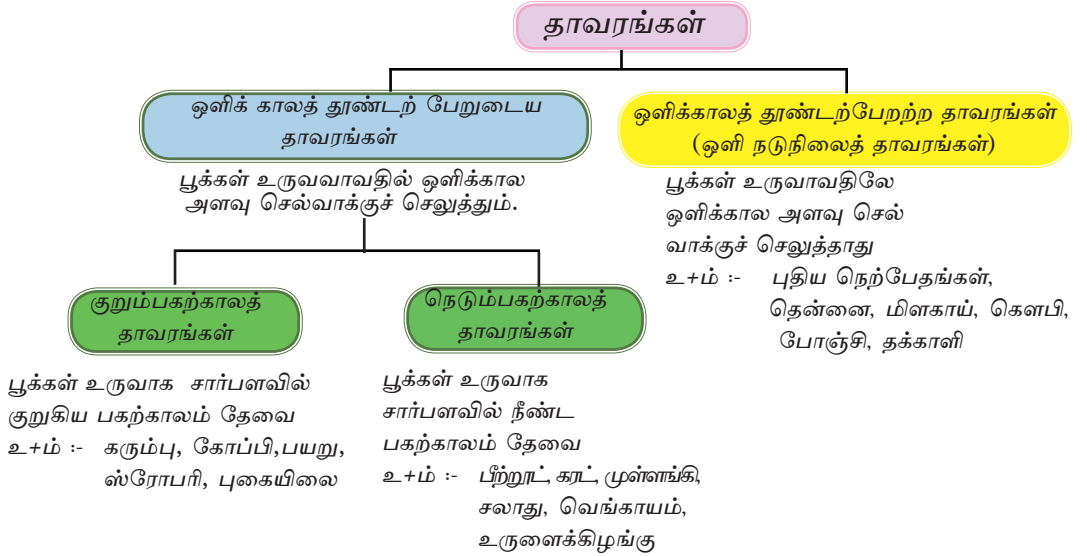 தாவரங்கள்
ஒளிக் காலத் தூண்டற் பேறுடைய
தாவரங்கள்
பூக்கள் உருவவாவதில் ஒளிக்கால
அளவு செல்வாக்குச் செலுத்தும்.
ஒளிக்காலத் தூண்டற்பேறற்ற தாவரங்கள்
(ஒளி நடுநிலைத் தாவரங்கள்)
பூக்கள் உருவாவதிலே
ஒளிக்கால அளவு செல்
வாக்குச் செலுத்தாது
உ+ம் :- புதிய நெற்பேதங்கள்,
தென்னை, மிளகாய், கௌபி,
போஞ்சி, தக்காளி
குறும்பகற்காலத்
தாவரங்கள்
பூக்கள் உருவாக சார்பளவில்
குறுகிய பகற்காலம் தேவை
உ+ம் :- கரும்பு, கோப்பி,பயறு,
ஸ்ரோபரி, புகையிலை
நெடும்பகற்காலத்
தாவரங்கள்
பூக்கள் உருவாக
சார்பளவில் நீண்ட
பகற்காலம் தேவை
உ+ம் :- பீற்றூட், கரட், முள்ளங்கி,
சலாது, வெங்காயம்,
உருளைக்கிழங்கு